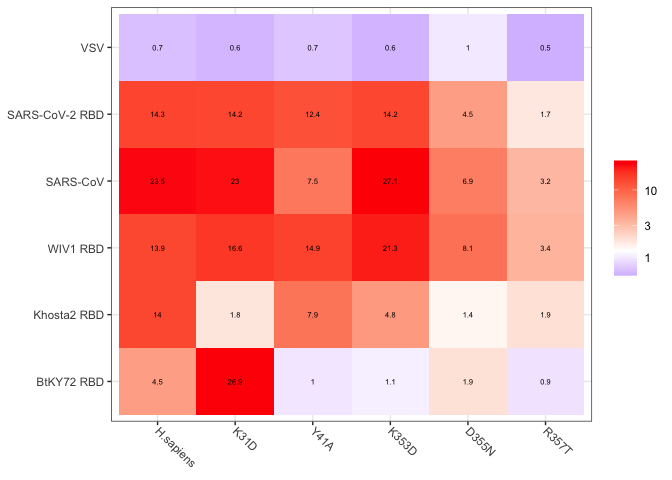 VSV 0.7 0.6 0.7 0.6 1 0.5
SARS-CoV-2 RBD 14.3 14.2 12.4 14.2 4.5 1.7
10
SARS-CoV 23.5 23 7.5 27.1 6.9 3.2
3
WIV1 RBD 13.9 16.6 14.9 21.3 8.1 3.4
1
Khosta2 RBD 14 1.8 7.9 4.8 1.4 1.9
BtKY72 RBD 4.5 26.9 1 1.1 1.9 0.9
H.sapiens K31D Y41A K353D D355N R357T